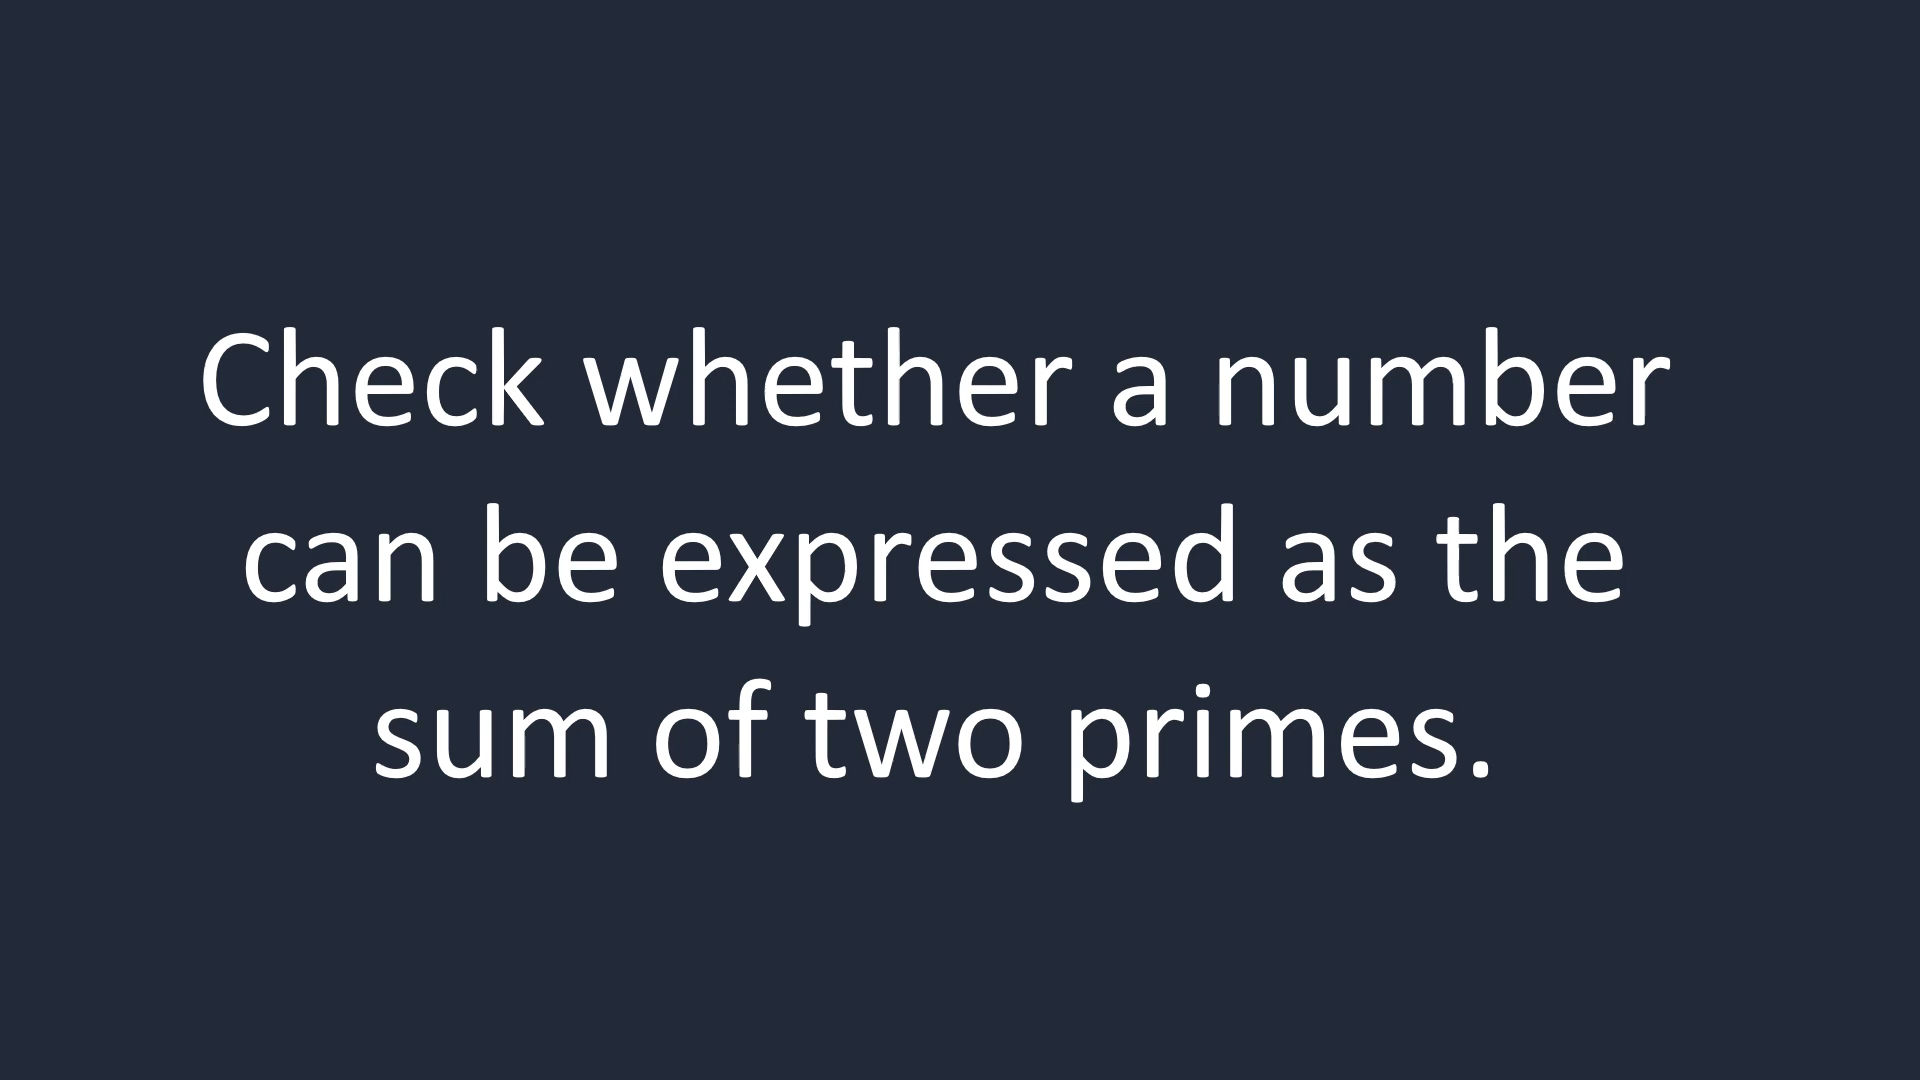 Check whether a number
can be expressed as the
sum of two primes.